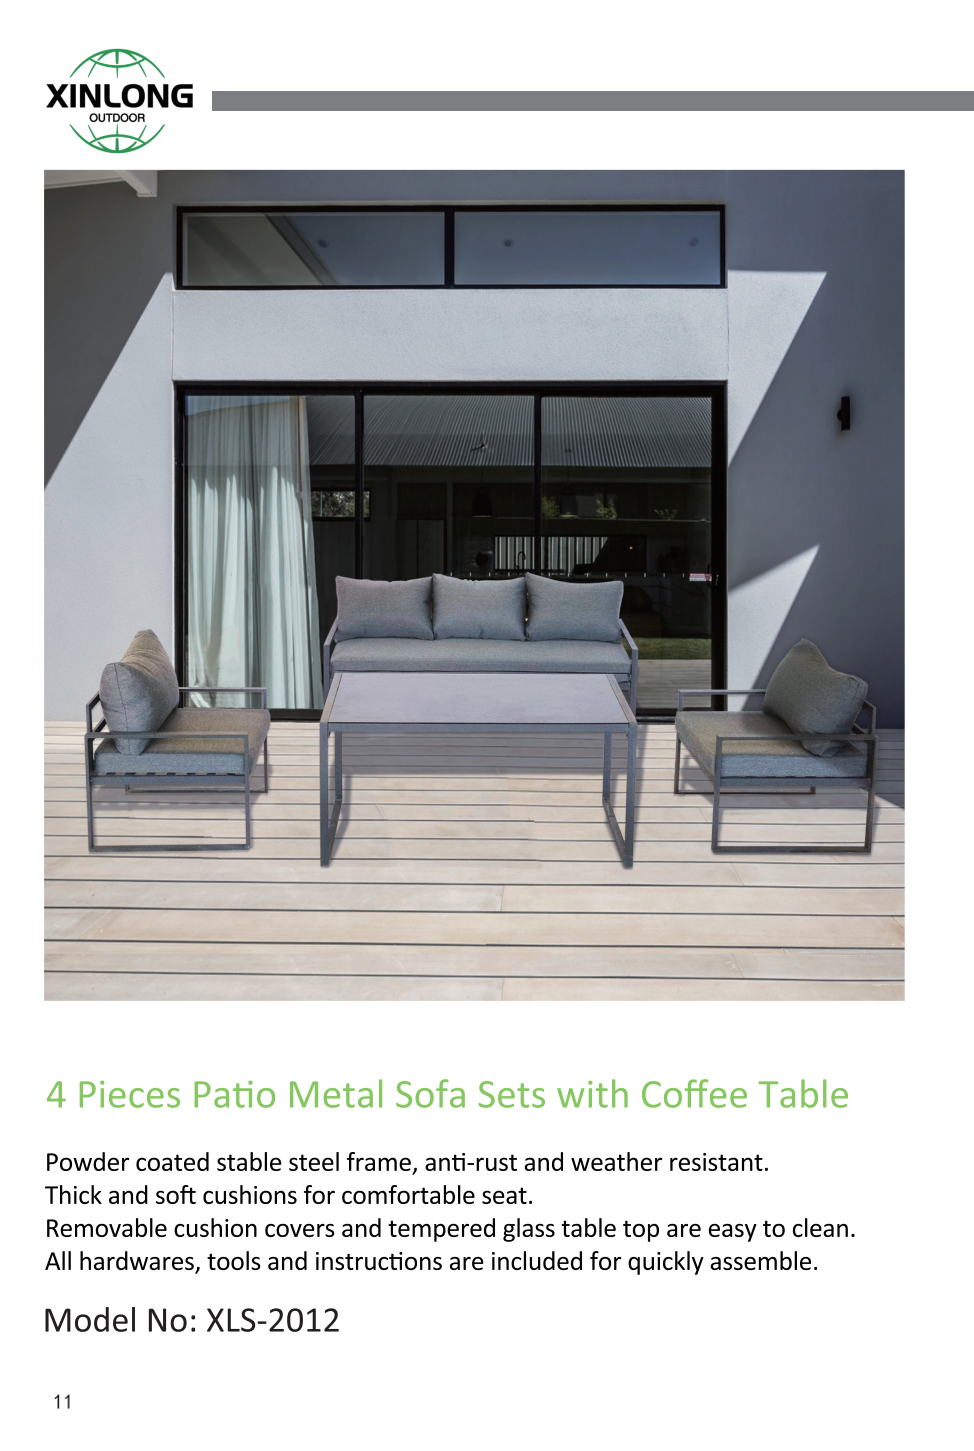 XINLONG
OUTDOOR
4 Pieces Patio Metal Sofa Sets with Coffee Table
Powder coated stable steel frame, anti-rust and weather resistant.
Thick and soft cushions for comfortable seat.
Removable cushion covers and tempered glass table top are easy to clean.
All hardwares, tools and instructions are included for quickly assemble.
Model No: XLS-2012
11